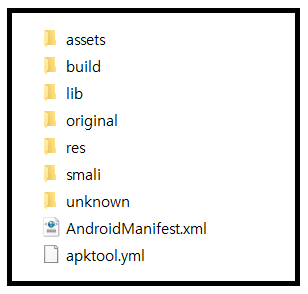 assets
build
lib
original
res
smali
unknown
AndroidManifest.xml
apktool.yml